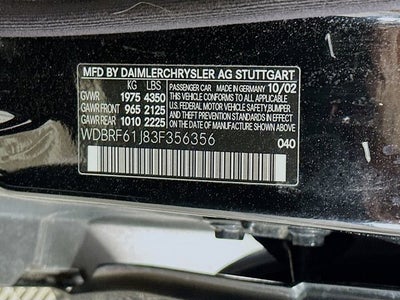 MFD BY DAIMLERCHRYSLER AG STUTTGART
KG LBS PASSENGER CAR MADE IN GERMANY 10/02
GVWR 1975 4350 THIS VEHICLE CONFORMS TO ALL APPLICABLE
GAWR FRONT 965 2125 U.S. FEDERAL MOTOR VEHICLE SAFETY, BUMPER
GAWR REAR 1010 2225 AND THEFT PREVENTION STANDARDS IN EFFECT
ON THE DATE OF MANUFACTURE SHOWN ABOVE
WDBRF61J83F356356
040